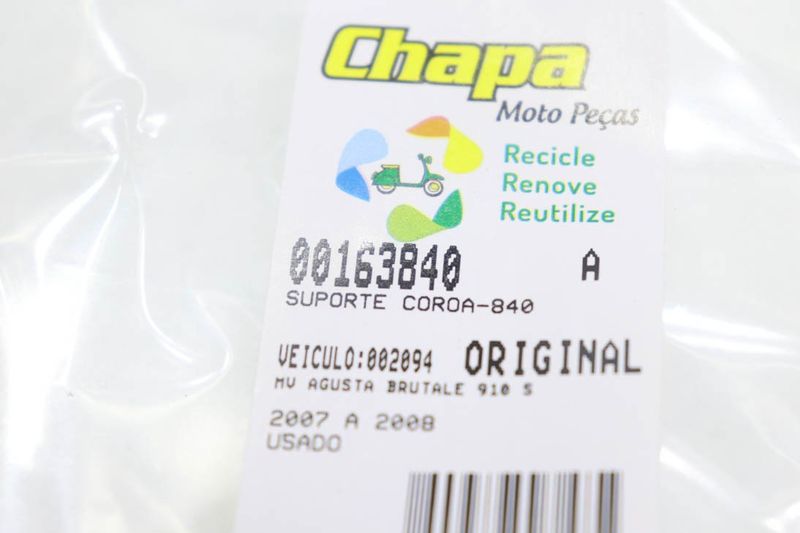 Chapa
Moto Peças
Recicle
Renove
Reutilize
00163840 A
SUPORTE COROA-840
VEICULO:002094 ORIGINAL
MV AGUSTA BRUTALE 910 S
2007 A 2008
USADO